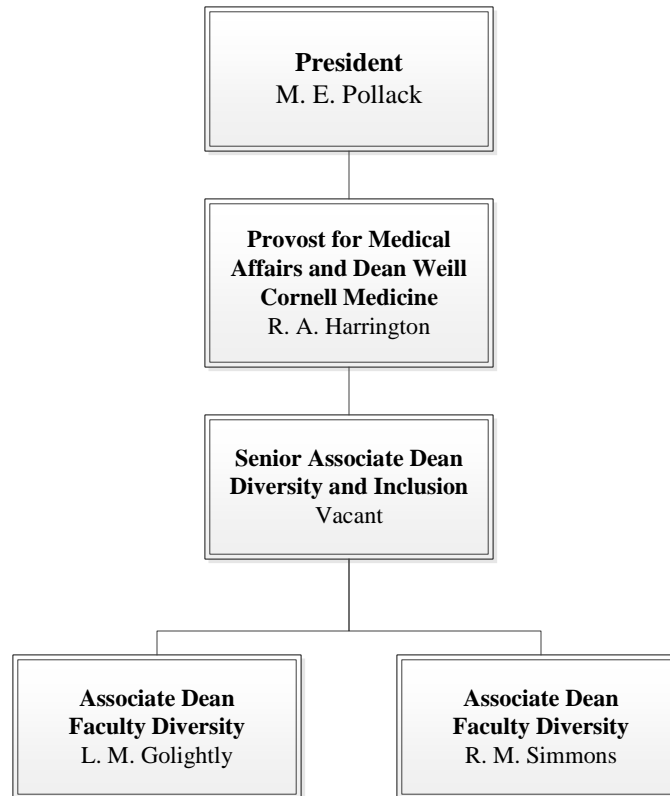 President
M. E. Pollack
Provost for Medical
Affairs and Dean Weill
Cornell Medicine
R. A. Harrington
Senior Associate Dean
Diversity and Inclusion
Vacant
Associate Dean
Faculty Diversity
L. M. Golightly
Associate Dean
Faculty Diversity
R. M. Simmons